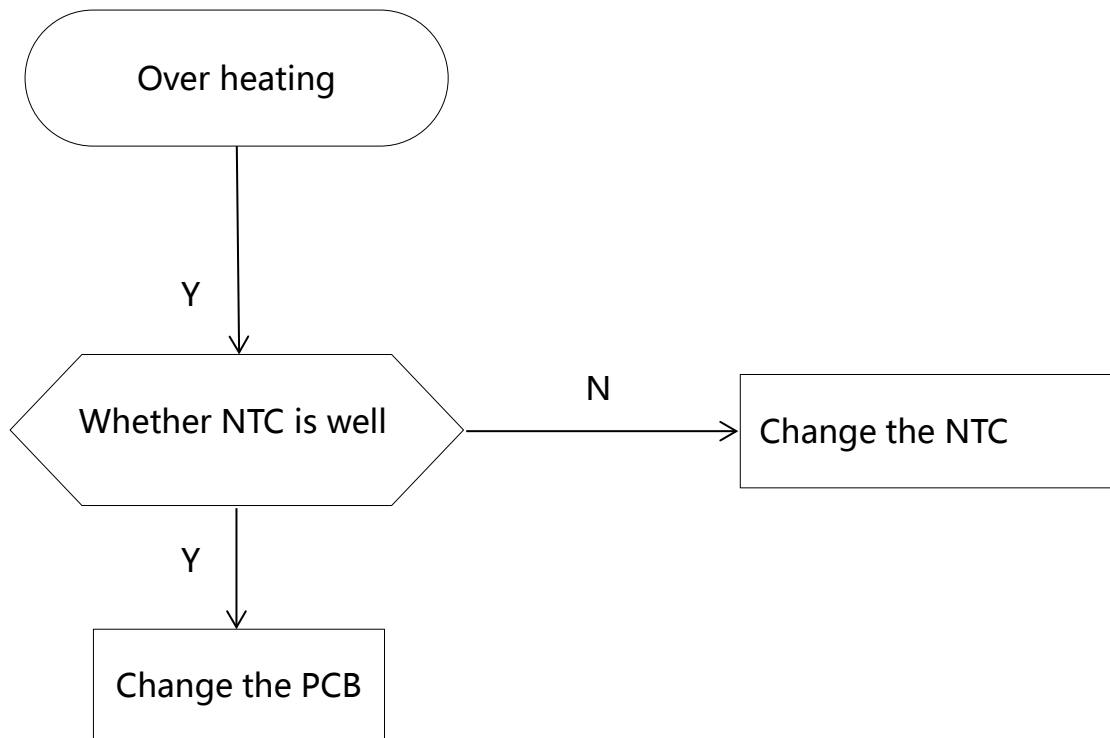 Over heating
Y
Whether NTC is well
N
Change the NTC
Y
Change the PCB